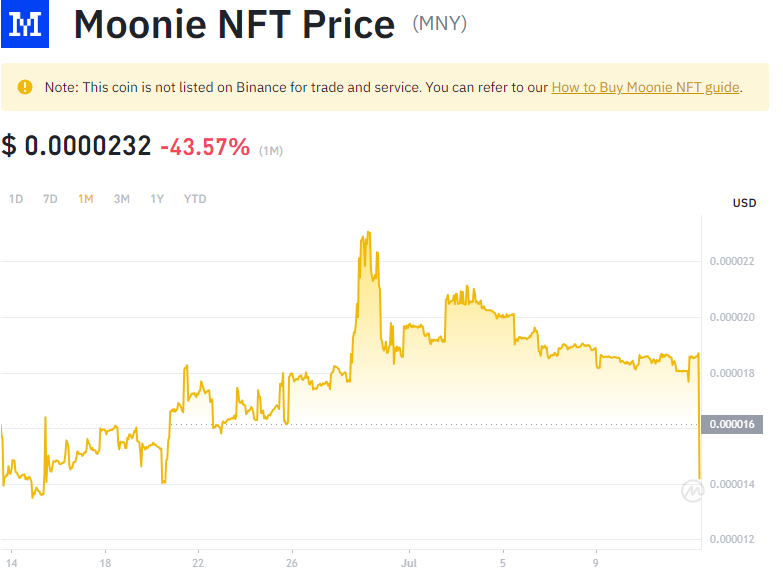 Moonie NFT Price (MNY)
Note: This coin is not listed on Binance for trade and service. You can refer to our How to Buy Moonie NFT guide.
$ 0.0000232 -43.57% (1M)
1D 7D 1M 3M 1Y YTD
USD
0.000022
0.000020
0.000018
0.000016
0.000014
0.000012
14 18 22 26 Jul 5 9